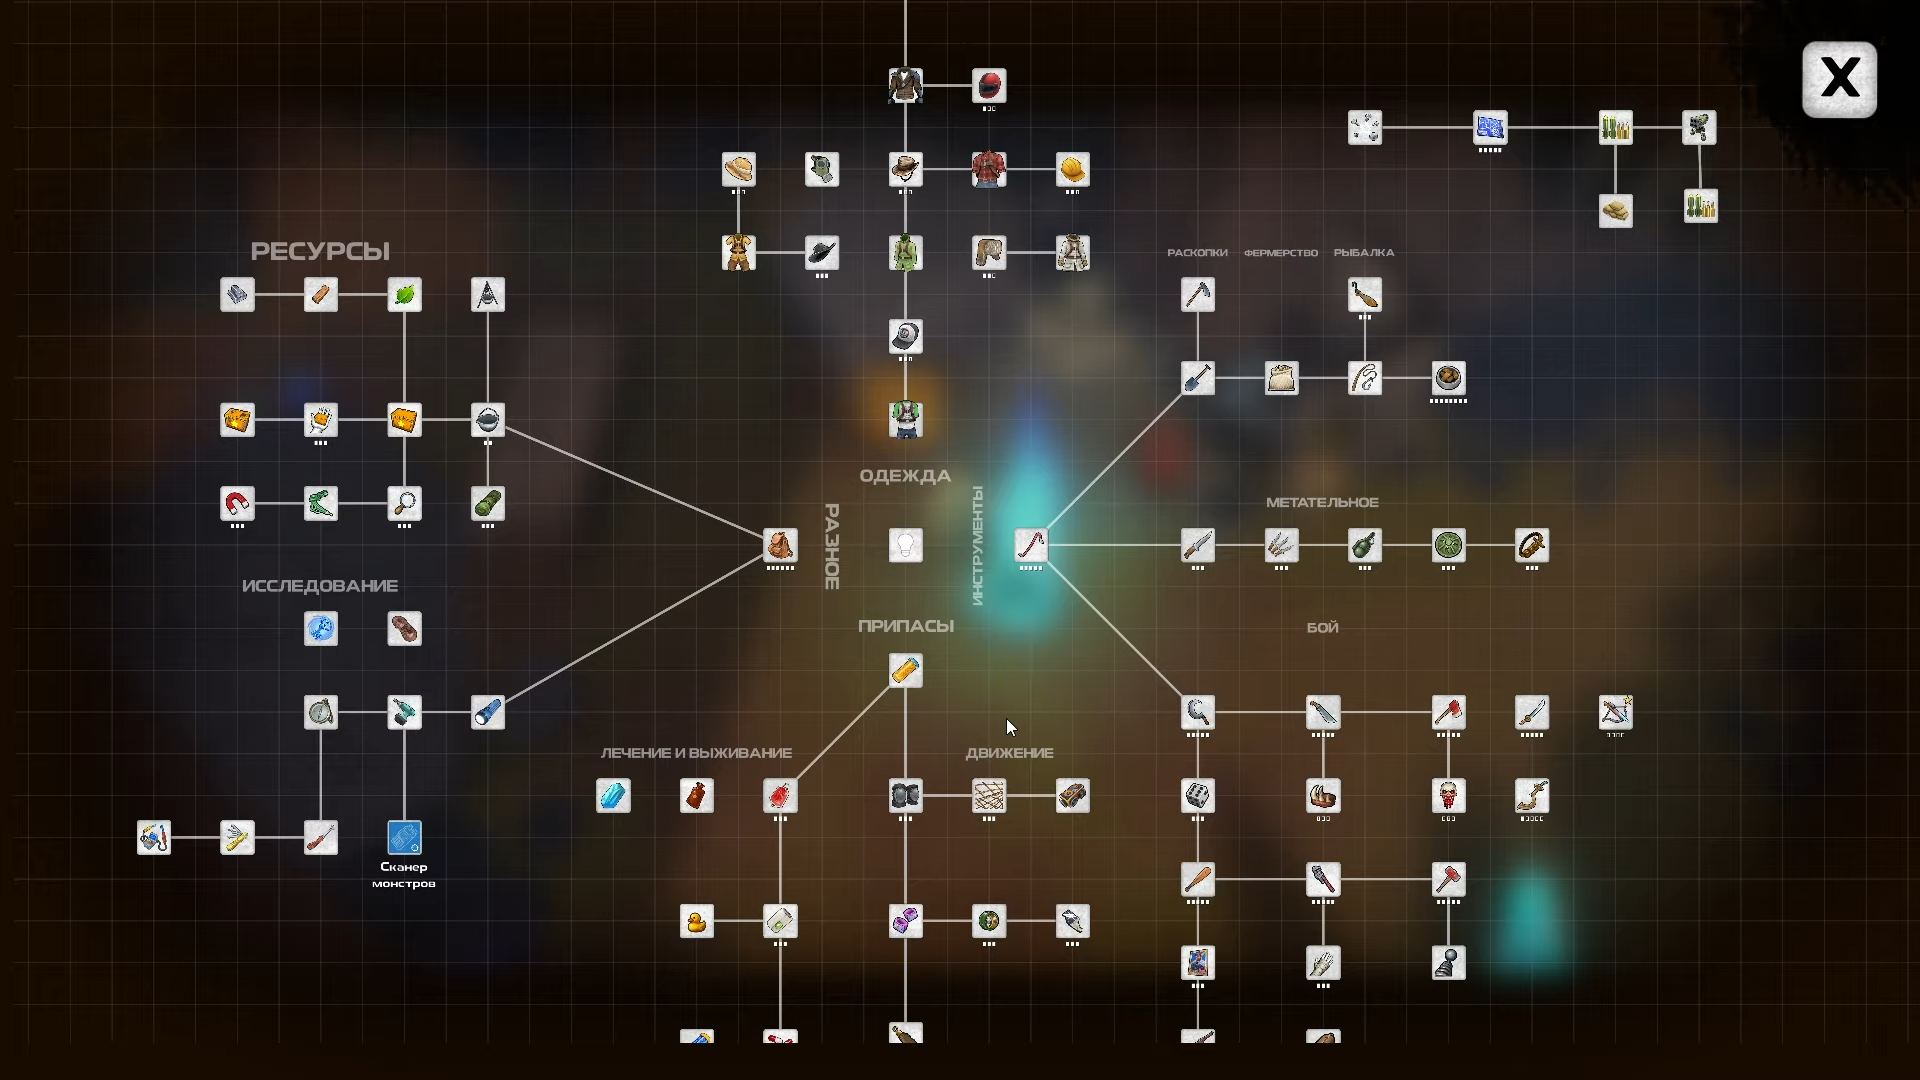 X
РЕСУРСЫ
РАСКОПКИ
ФЕРМЕРСТВО
РЫБАЛКА
ОДЕЖДА
РАЗНОЕ
ИНСТРУМЕНТЫ
МЕТАТЕЛЬНОЕ
ИССЛЕДОВАНИЕ
ПРИПАСЫ
БОЙ
ЛЕЧЕНИЕ И ВЫЖИВАНИЕ
ДВИЖЕНИЕ
Сканер
монстров